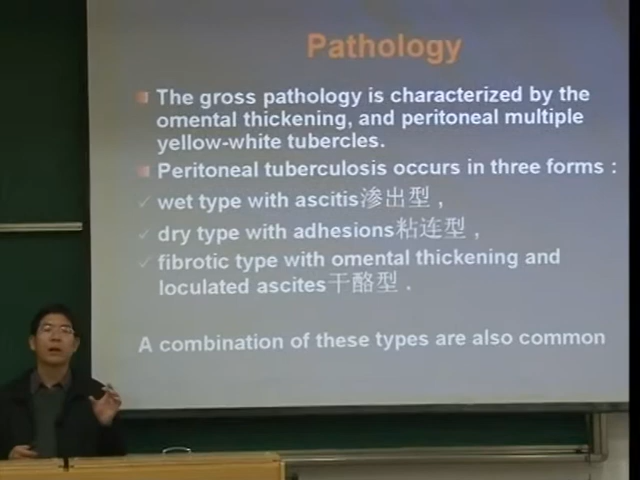 Pathology
The gross pathology is characterized by the
omental thickening, and peritoneal multiple
yellow-white tubercles.
Peritoneal tuberculosis occurs in three forms :
wet type with ascitis渗出型 ,
dry type with adhesions粘连型 ,
fibrotic type with omental thickening and
loculated ascites干酪型 .
A combination of these types are also common